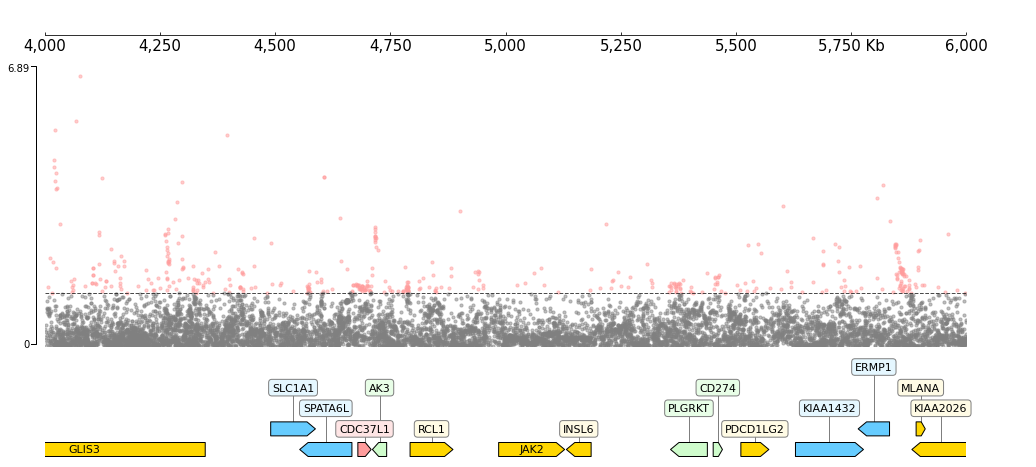 4,000 4,250 4,500 4,750 5,000 5,250 5,500 5,750 Kb 6,000
6.89
0
ERMP1
SLC1A1 AK3 CD274 MLANA
SPATA6L PLGRKT KIAA1432 KIAA2026
CDC37L1 RCL1 INSL6 PDCD1LG2
GLIS3 JAK2